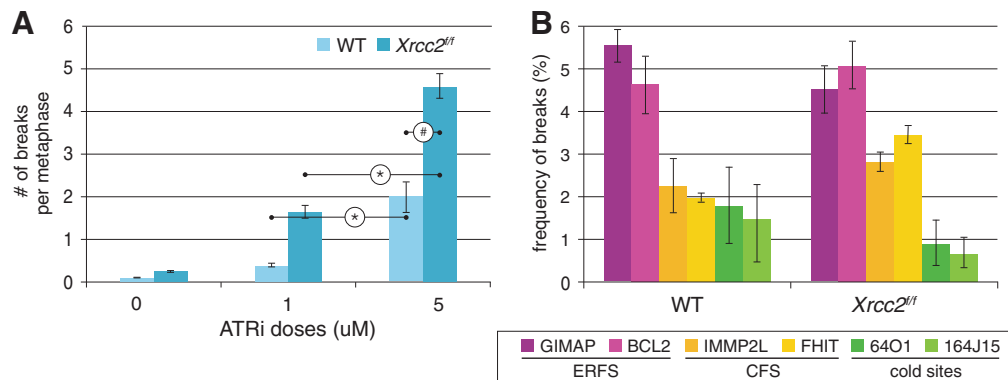 A
6
5
4
3
2
1
0
# of breaks
per metaphase
WT Xrcc2f/f
#
*
*
0 1 5
ATRi doses (uM)
B
6
5
4
3
2
1
0
frequency of breaks (%)
WT Xrcc2f/f
GIMAP BCL2 IMMP2L FHIT 64O1 164J15
ERFS CFS cold sites